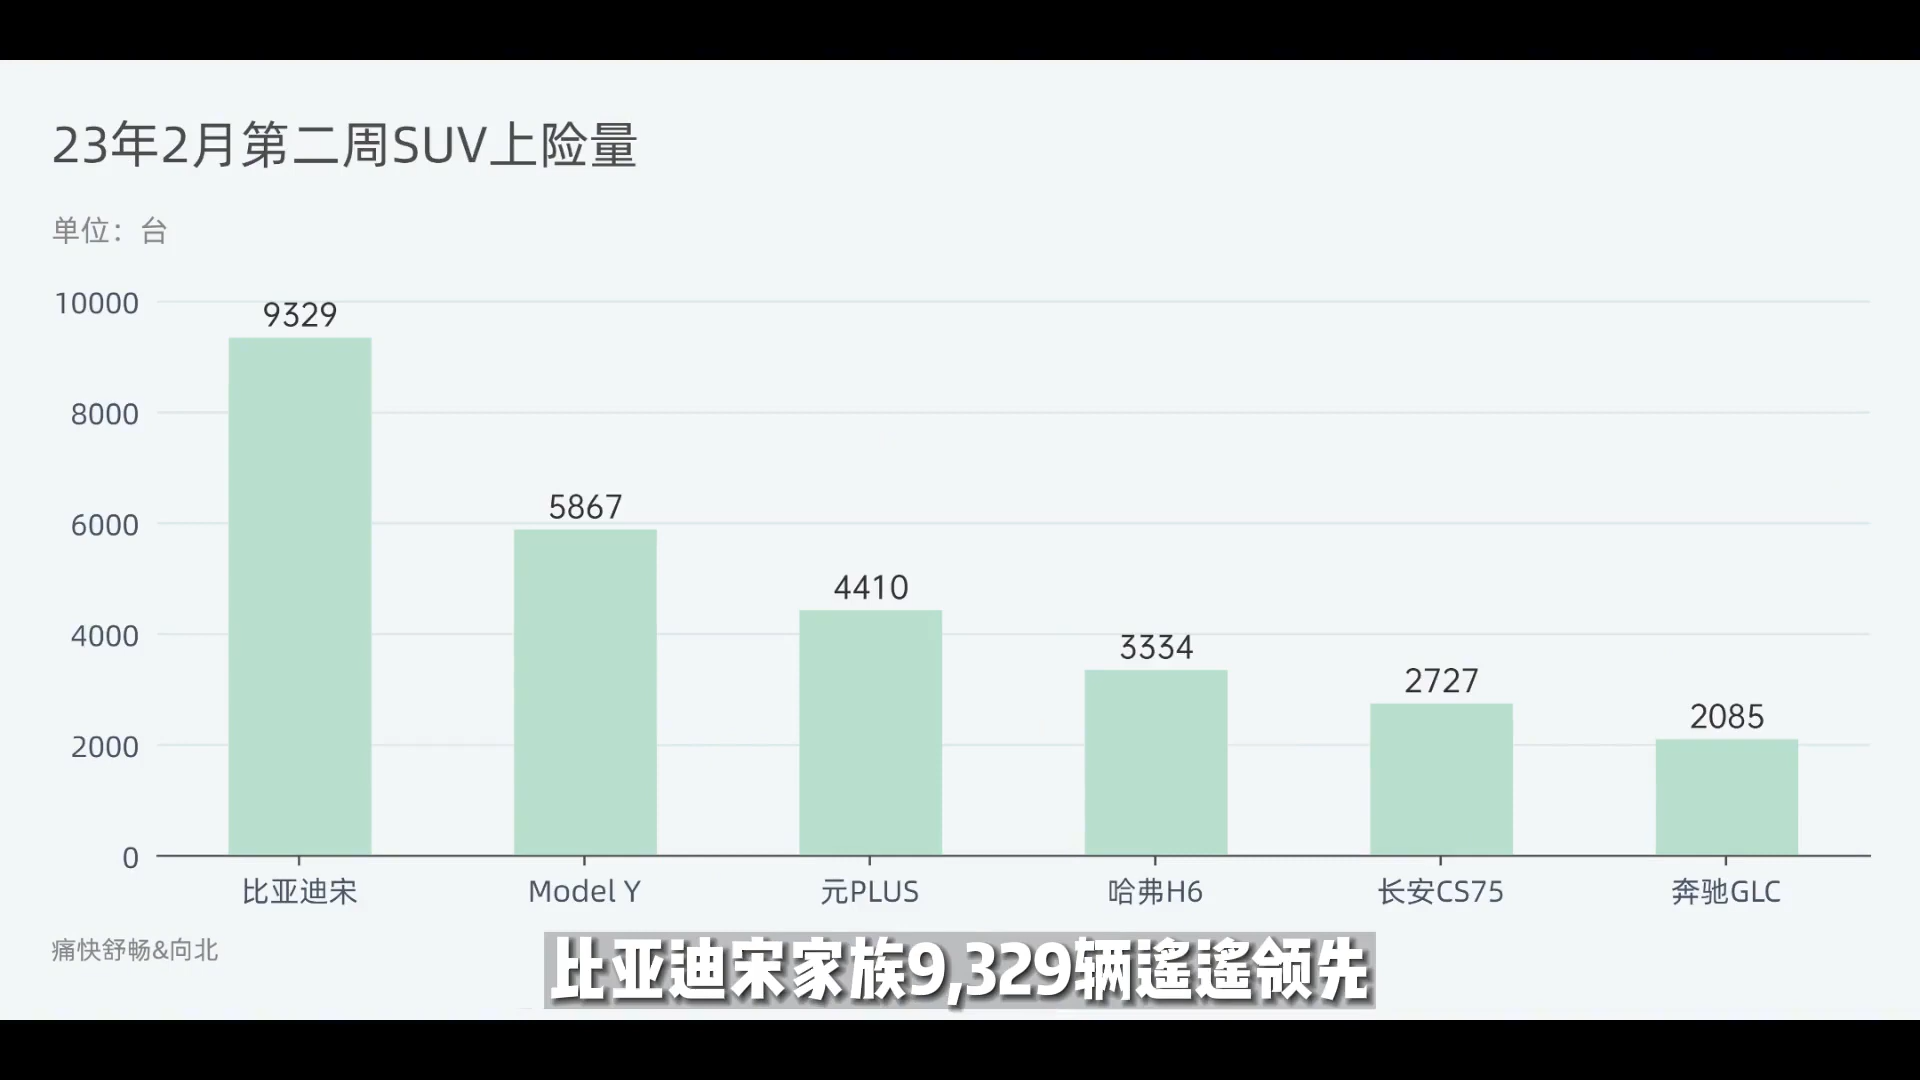 23年2月第二周SUV上险量
单位：台
10000
8000
6000
4000
2000
0
9329
5867
4410
3334
2727
2085
比亚迪宋
Model Y
元PLUS
哈弗H6
长安CS75
奔驰GLC
痛快舒畅&向北
比亚迪宋家族9,329辆遥遥领先